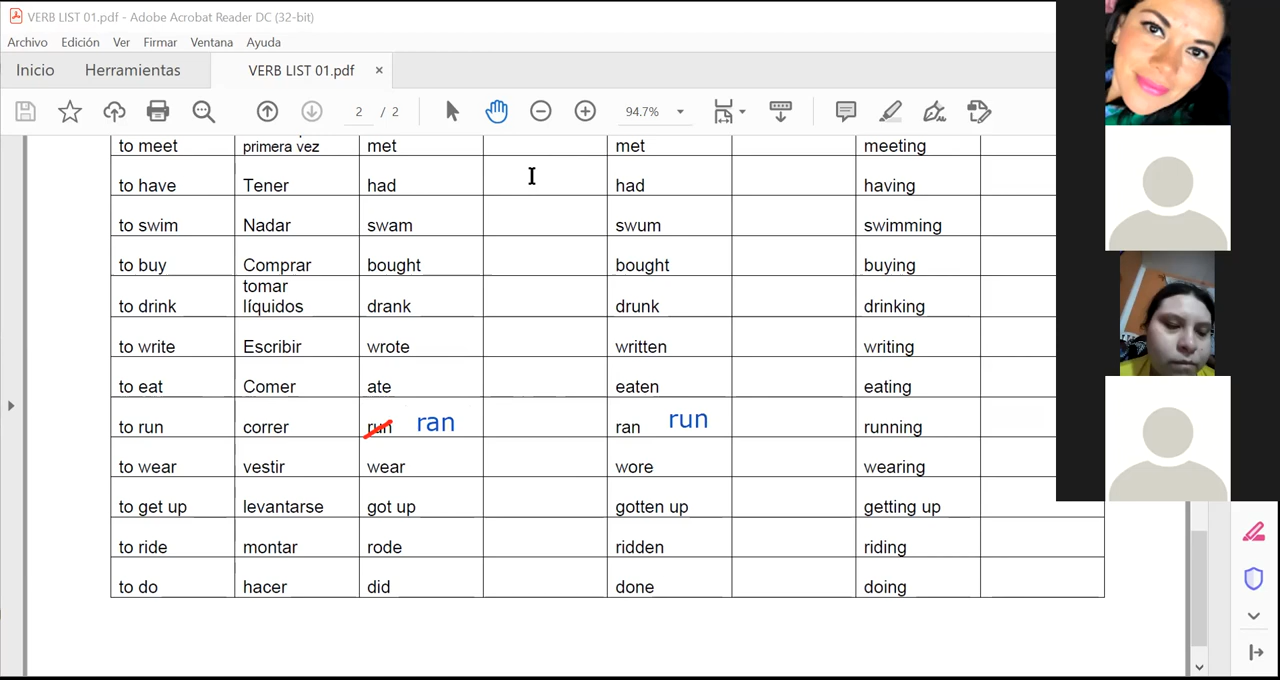 VERB LIST 01.pdf - Adobe Acrobat Reader DC (32-bit)
Archivo Edición Ver Firmar Ventana Ayuda
Inicio Herramientas VERB LIST 01.pdf ×
2 / 2 94.7%
to meet primera vez met met meeting
to have Tener had had having
to swim Nadar swam swum swimming
to buy Comprar bought bought buying
tomar
to drink líquidos drank drunk drinking
to write Escribir wrote written writing
to eat Comer ate eaten eating
to run correr run ran ran run running
to wear vestir wear wore wearing
to get up levantarse got up gotten up getting up
to ride montar rode ridden riding
to do hacer did done doing